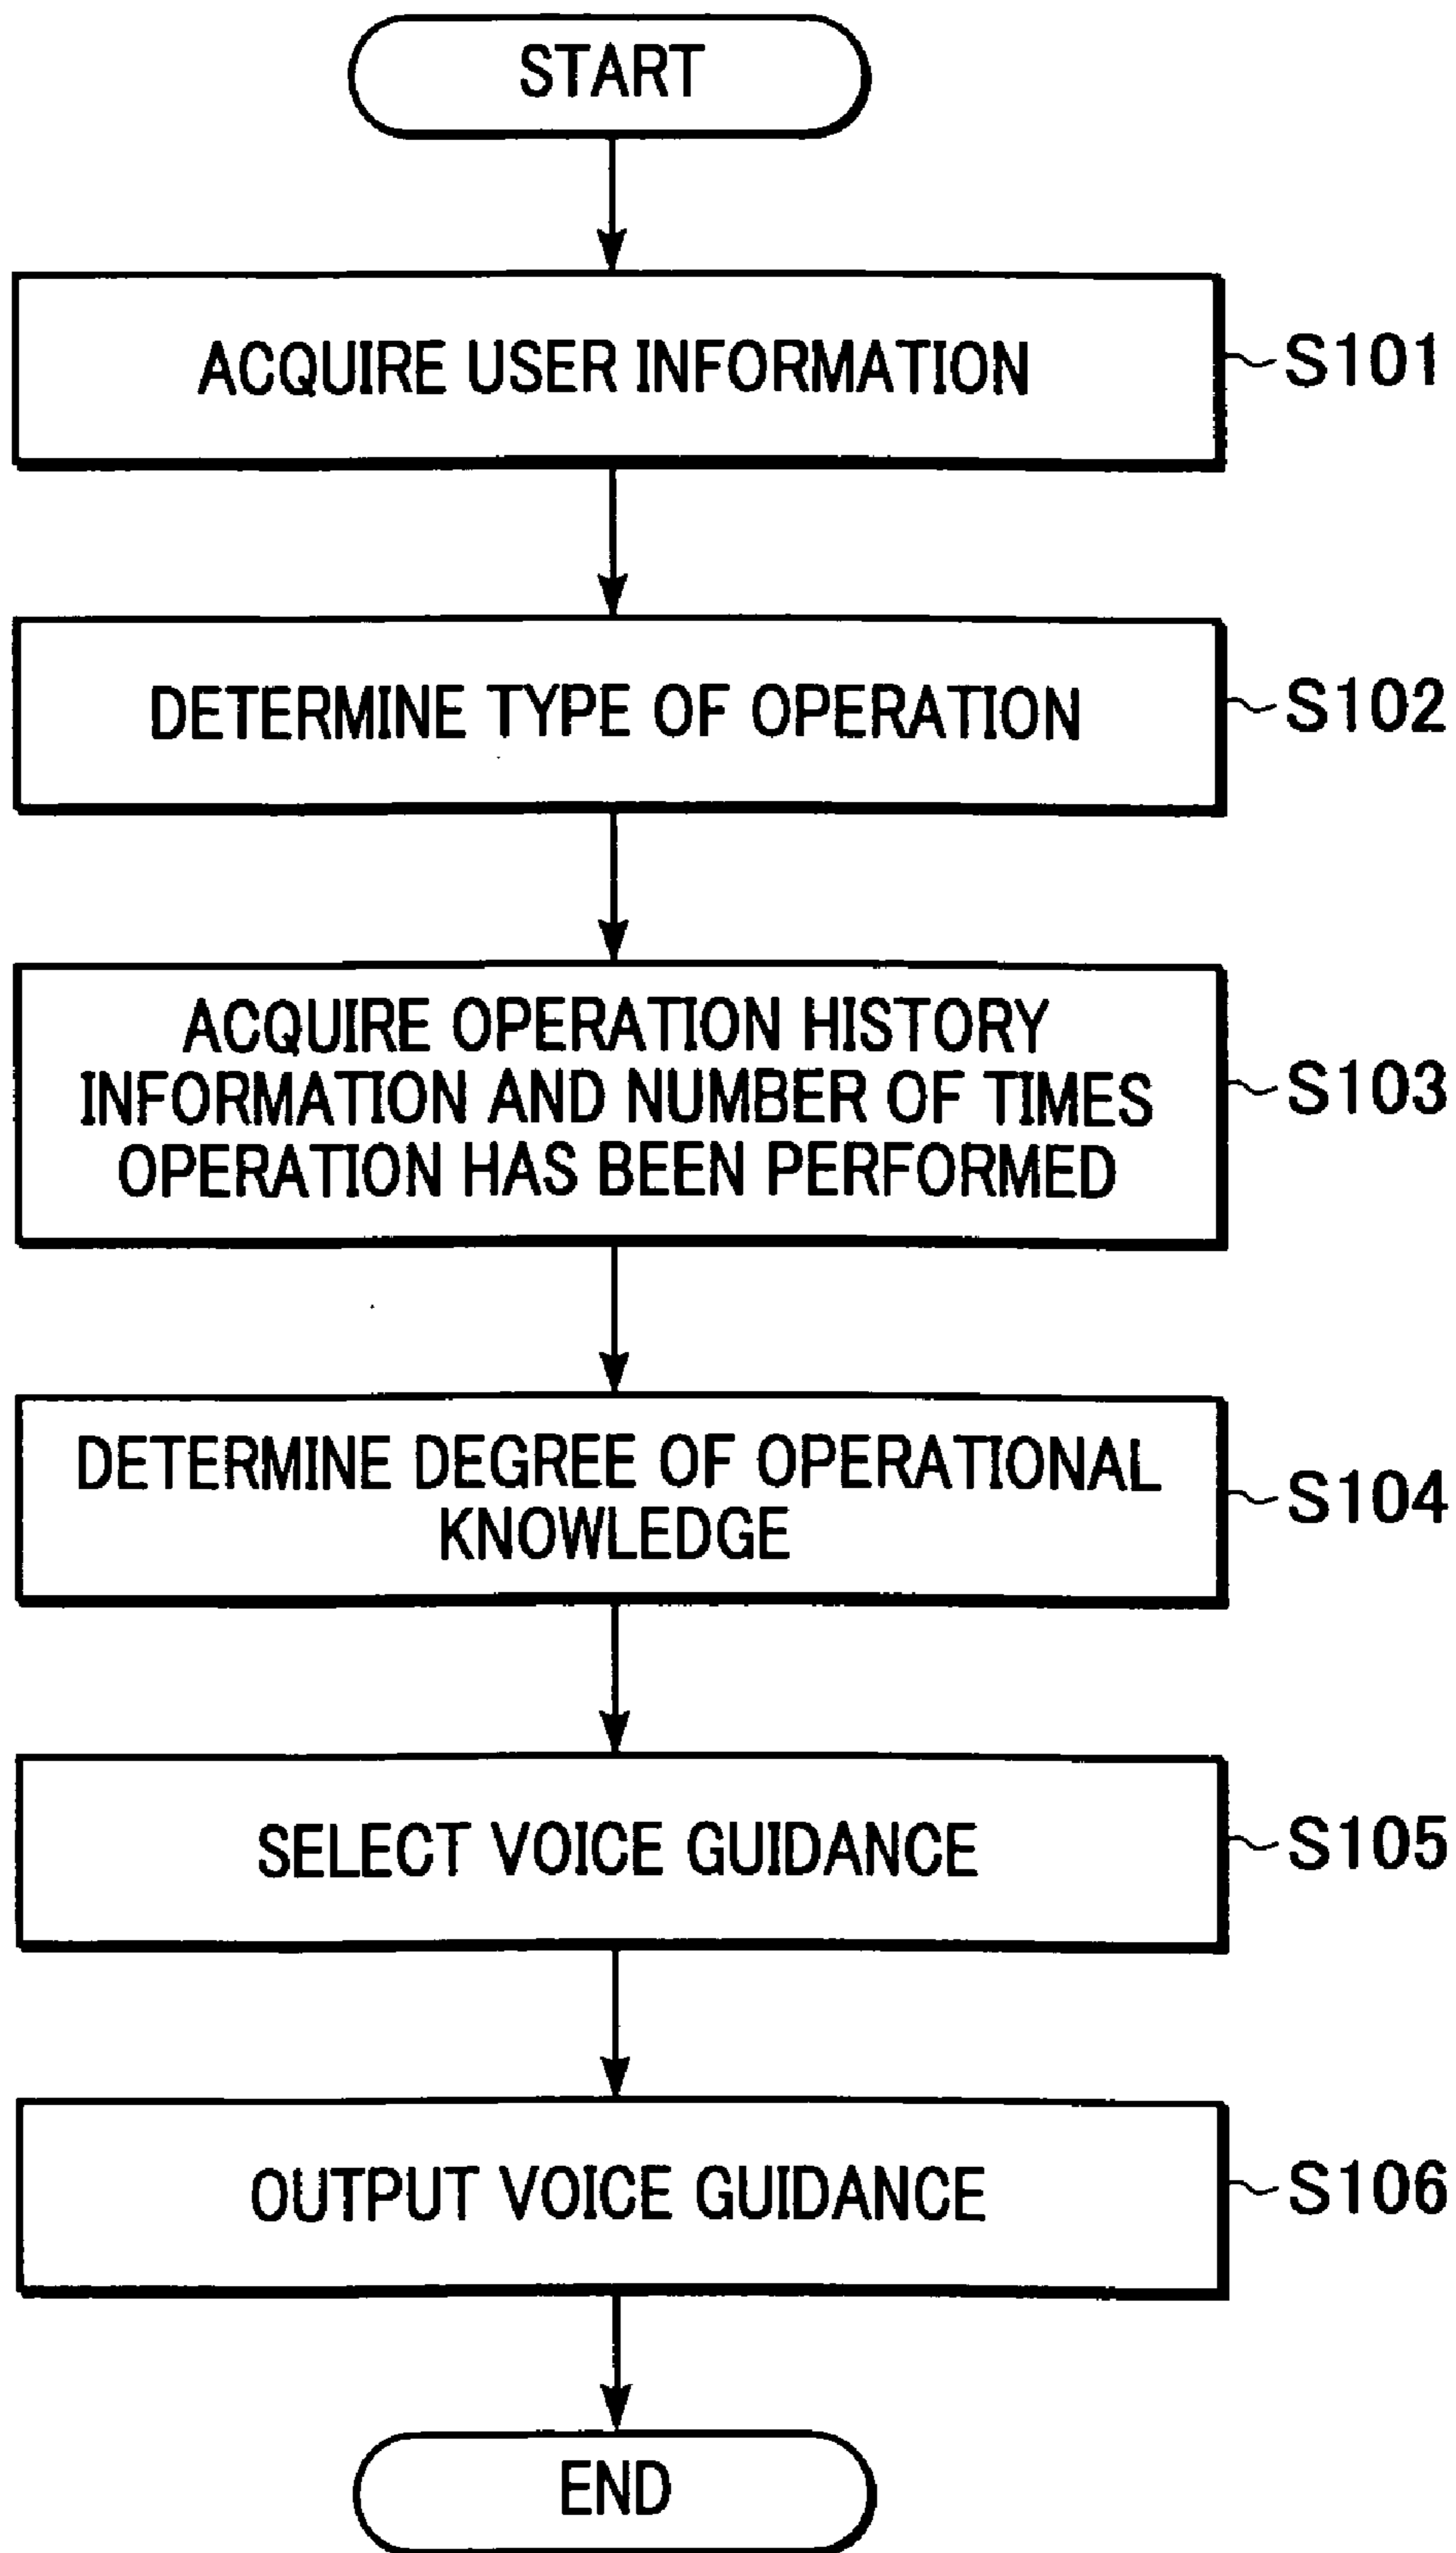 START
ACQUIRE USER INFORMATION
S101
DETERMINE TYPE OF OPERATION
S102
ACQUIRE OPERATION HISTORY
INFORMATION AND NUMBER OF TIMES
OPERATION HAS BEEN PERFORMED
S103
DETERMINE DEGREE OF OPERATIONAL
KNOWLEDGE
S104
SELECT VOICE GUIDANCE
S105
OUTPUT VOICE GUIDANCE
S106
END